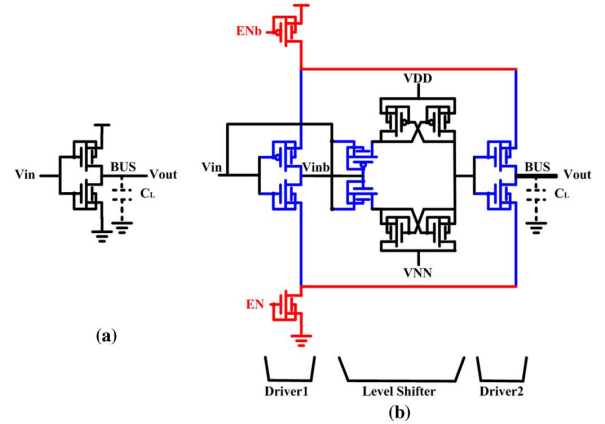 ENb
VDD
Vin
BUS
Vout
CL
Vin
Vinb
BUS
Vout
CL
VNN
EN
(a)
Driver1
Level Shifter
Driver2
(b)